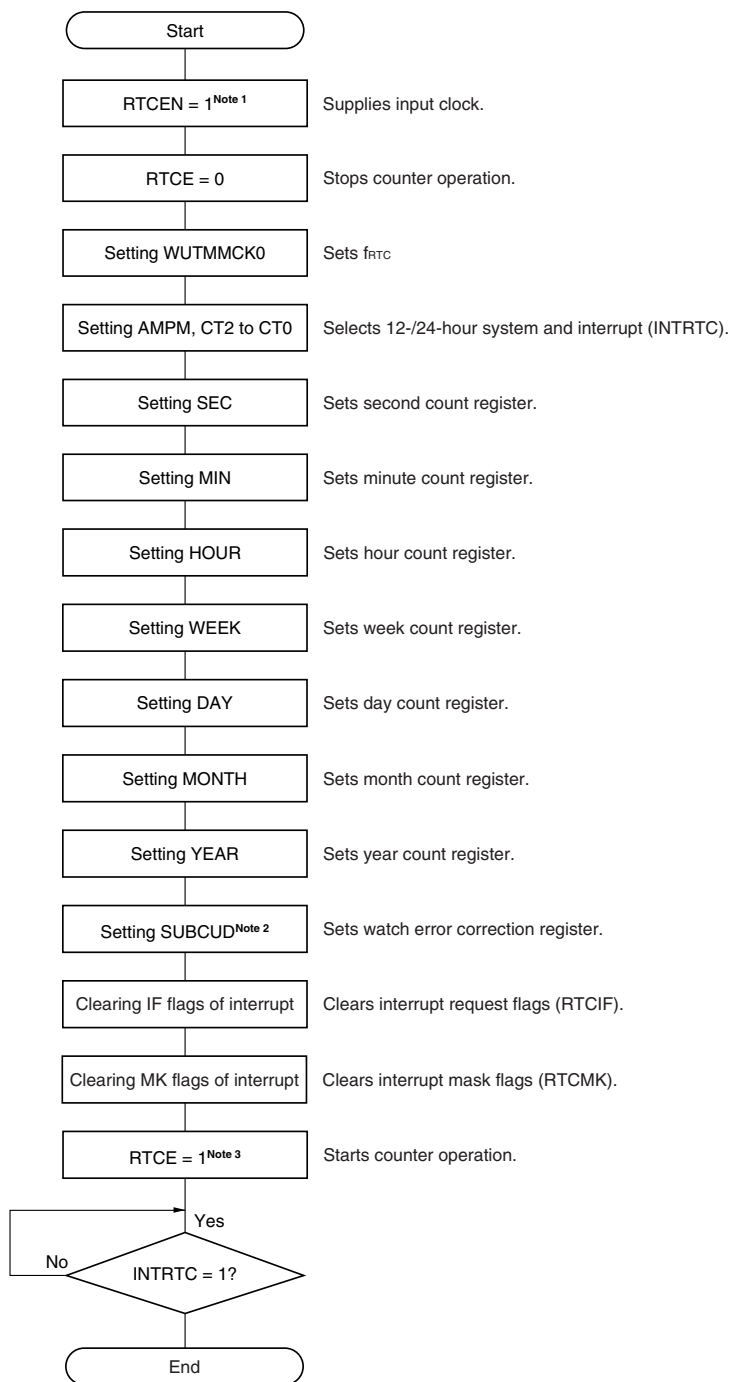 Start
RTCEN = 1Note 1
Supplies input clock.
RTCE = 0
Stops counter operation.
Setting WUTMMCK0
Sets fRTC
Setting AMPM, CT2 to CT0
Selects 12-/24-hour system and interrupt (INTRTC).
Setting SEC
Sets second count register.
Setting MIN
Sets minute count register.
Setting HOUR
Sets hour count register.
Setting WEEK
Sets week count register.
Setting DAY
Sets day count register.
Setting MONTH
Sets month count register.
Setting YEAR
Sets year count register.
Setting SUBCUDNote 2
Sets watch error correction register.
Clearing IF flags of interrupt
Clears interrupt request flags (RTCIF).
Clearing MK flags of interrupt
Clears interrupt mask flags (RTCMK).
RTCE = 1Note 3
Starts counter operation.
Yes
No
INTRTC = 1?
End